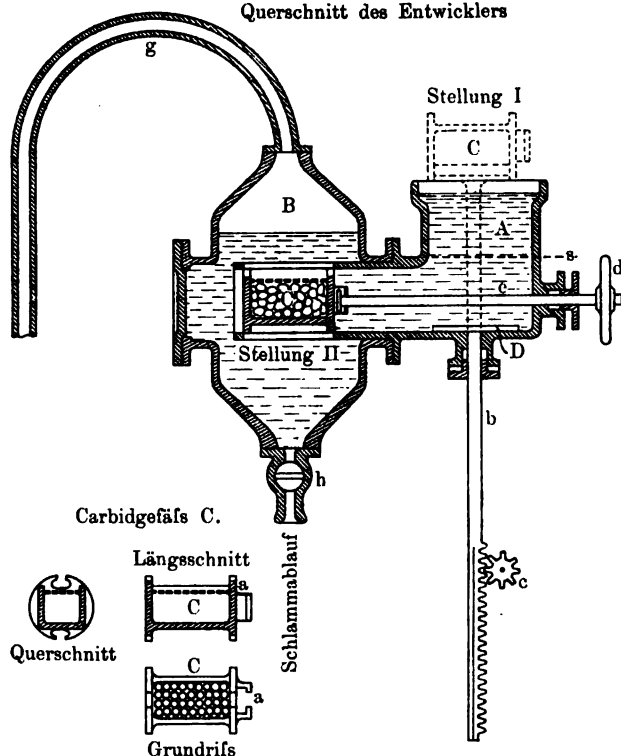 Querschnitt des Entwicklers
g
Stellung I
C
B
A
s
d
C
c
Stellung II
D
b
h
c
Carbidgefäſs C.
Schlammablauf
Längsschnitt
a
C
Querschnitt
C
a
Grundriſs